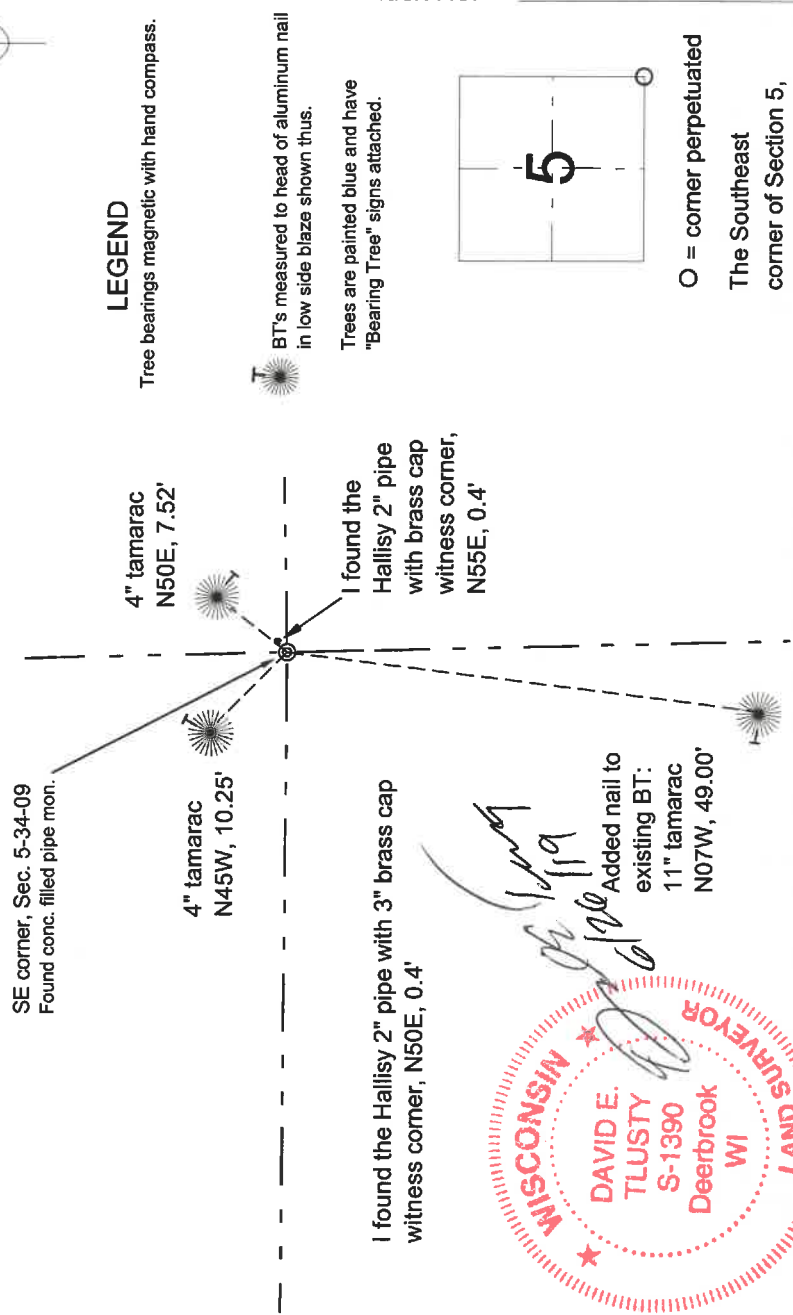 SE corner, Sec. 5-34-09
Found conc. filled pipe mon.
4" tamarac
N45W, 10.25'
4" tamarac
N50E, 7.52'
I found the
Hallisy 2" pipe
with brass cap
witness corner,
N55E, 0.4'
I found the Hallisy 2" pipe with 3" brass cap
witness corner, N50E, 0.4'
Added nail to
existing BT:
11" tamarac
N07W, 49.00'
6/26/19
WISCONSIN
DAVID E.
TLUSTY
S-1390
Deerbrook
WI
LAND SURVEYOR
LEGEND
Tree bearings magnetic with hand compass.
BT's measured to head of aluminum nail
in low side blaze shown thus.
Trees are painted blue and have
"Bearing Tree" signs attached.
5
O = corner perpetuated
The Southeast
corner of Section 5,